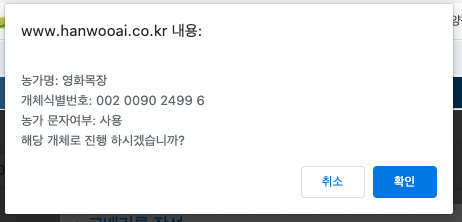 www.hanwooai.co.kr 내용:
농가명: 영화목장
개체식별번호: 002 0090 2499 6
농가 문자여부: 사용
해당 개체로 진행 하시겠습니까?
취소
확인